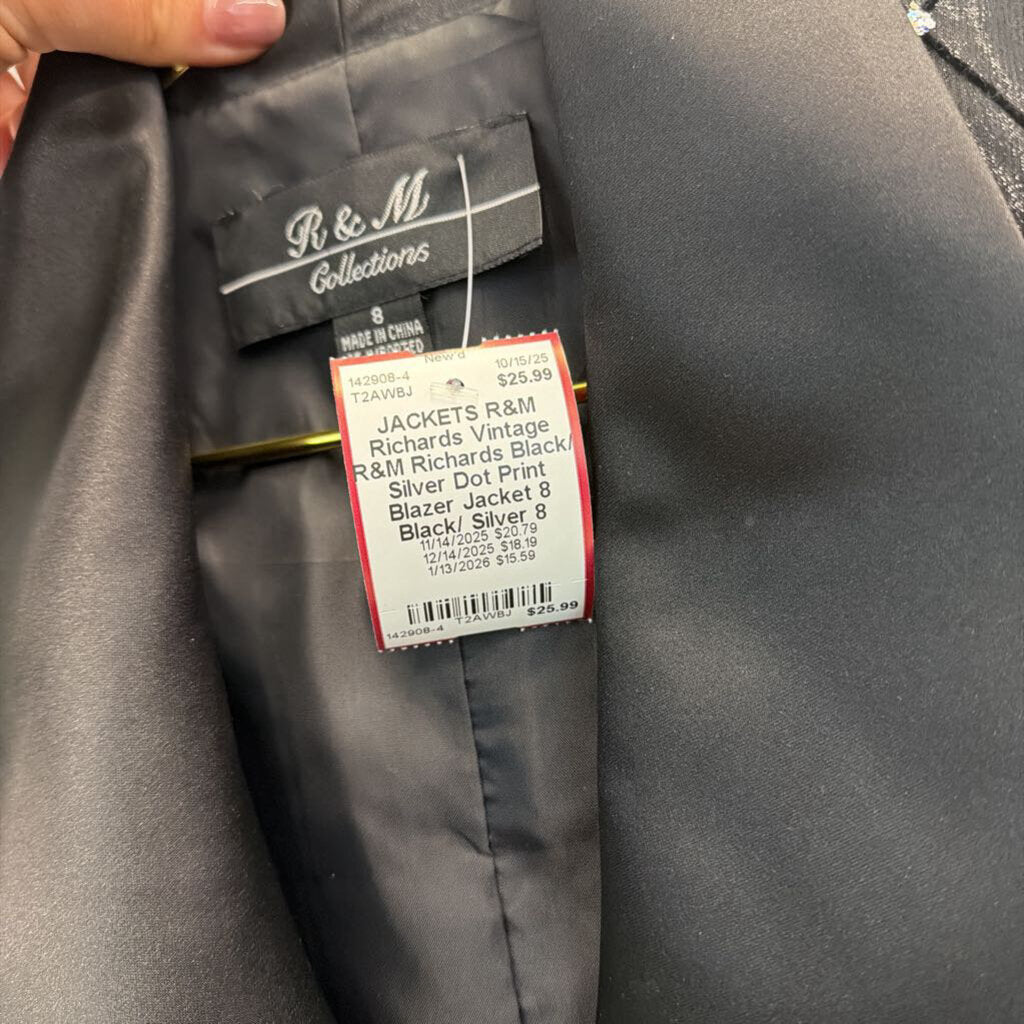 R & M
Collections
8
MADE IN CHINA
New'd
142908-4 10/15/25
T2AWBJ $25.99
JACKETS R&M
Richards Vintage
R&M Richards Black/
Silver Dot Print
Blazer Jacket 8
Black/ Silver 8
11/14/2025 $20.79
12/14/2025 $18.19
1/13/2026 $15.59
142908-4 T2AWBJ $25.99